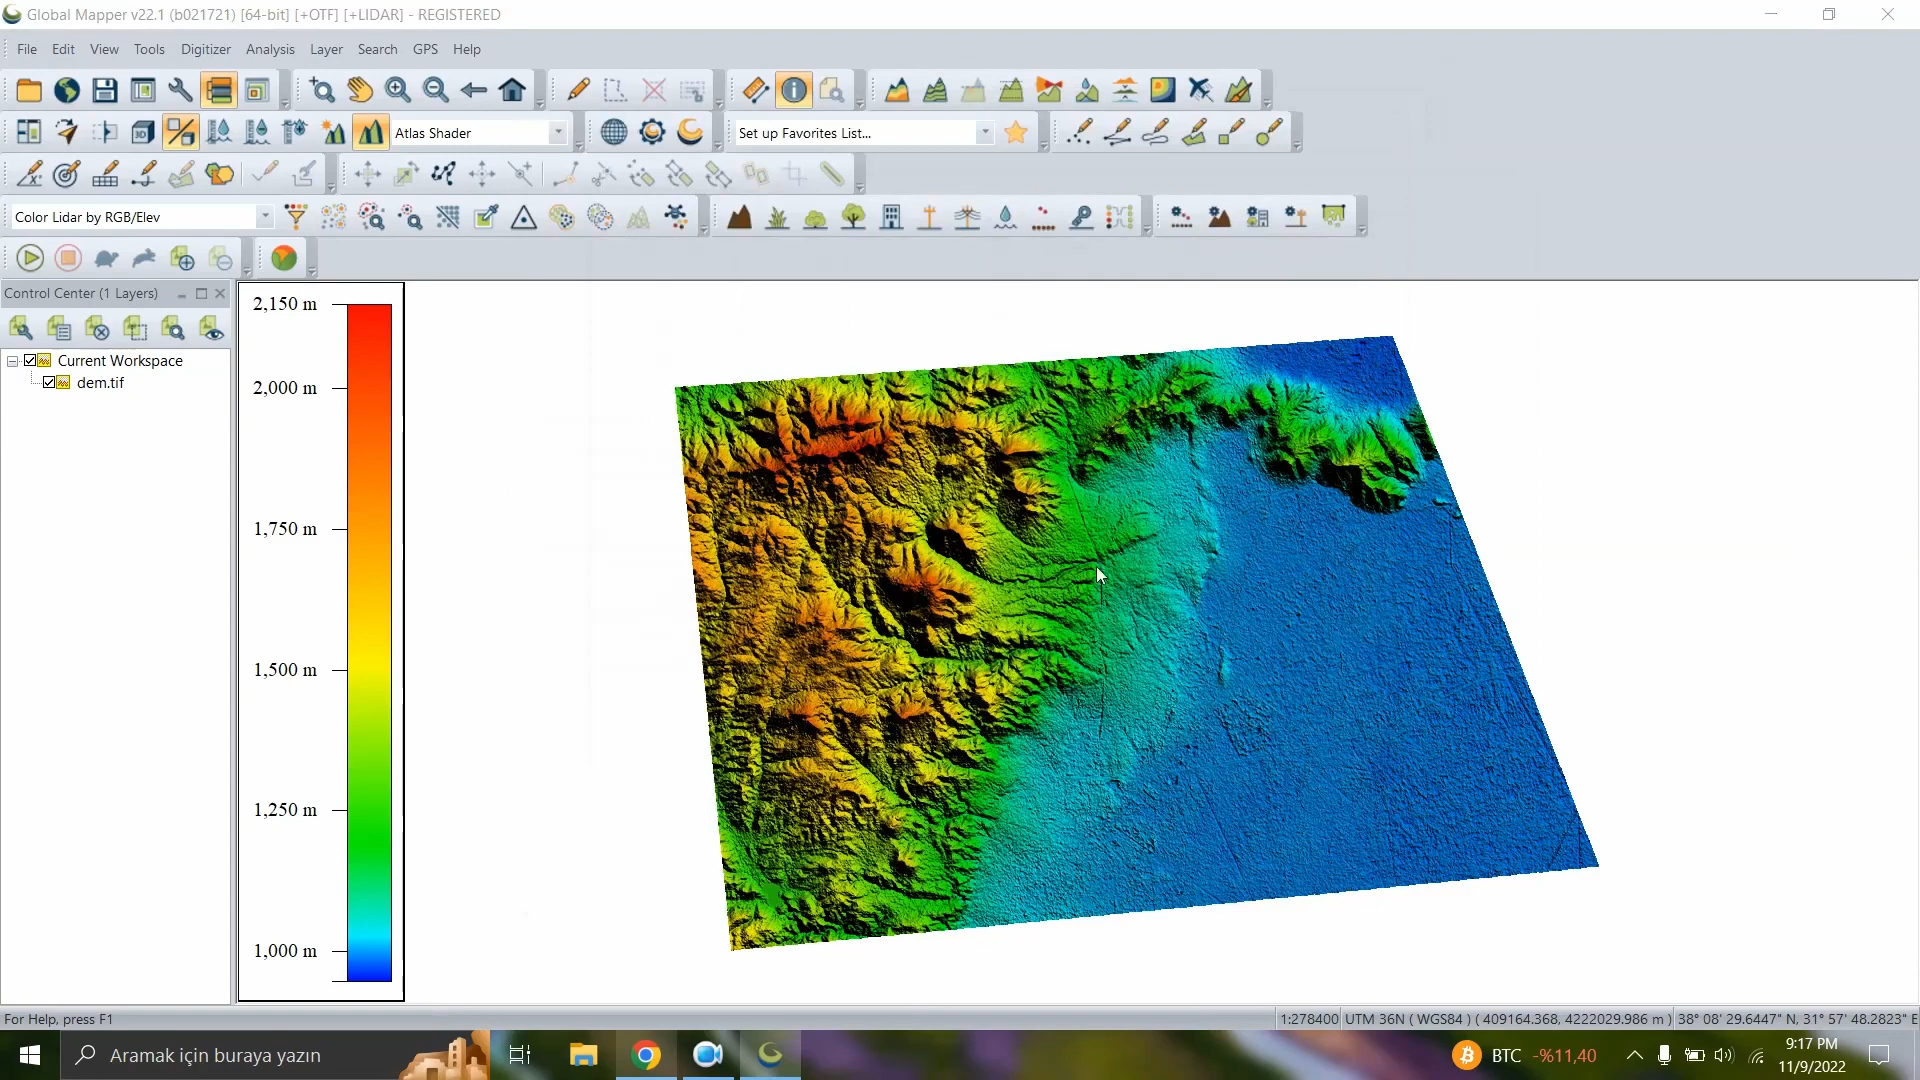 Global Mapper v22.1 (b021721) [64-bit] [+OTF] [+LIDAR] - REGISTERED
File Edit View Tools Digitizer Analysis Layer Search GPS Help
3D Atlas Shader Set up Favorites List...
Color Lidar by RGB/Elev
Control Center (1 Layers)
Current Workspace
dem.tif
2,150 m
2,000 m
1,750 m
1,500 m
1,250 m
1,000 m
For Help, press F1
1:278400 UTM 36N ( WGS84 ) ( 409164.368, 4222029.986 m ) 38° 08' 29.6447" N, 31° 57' 48.2823" E
Aramak için buraya yazın
BTC -%11,40
9:17 PM
11/9/2022